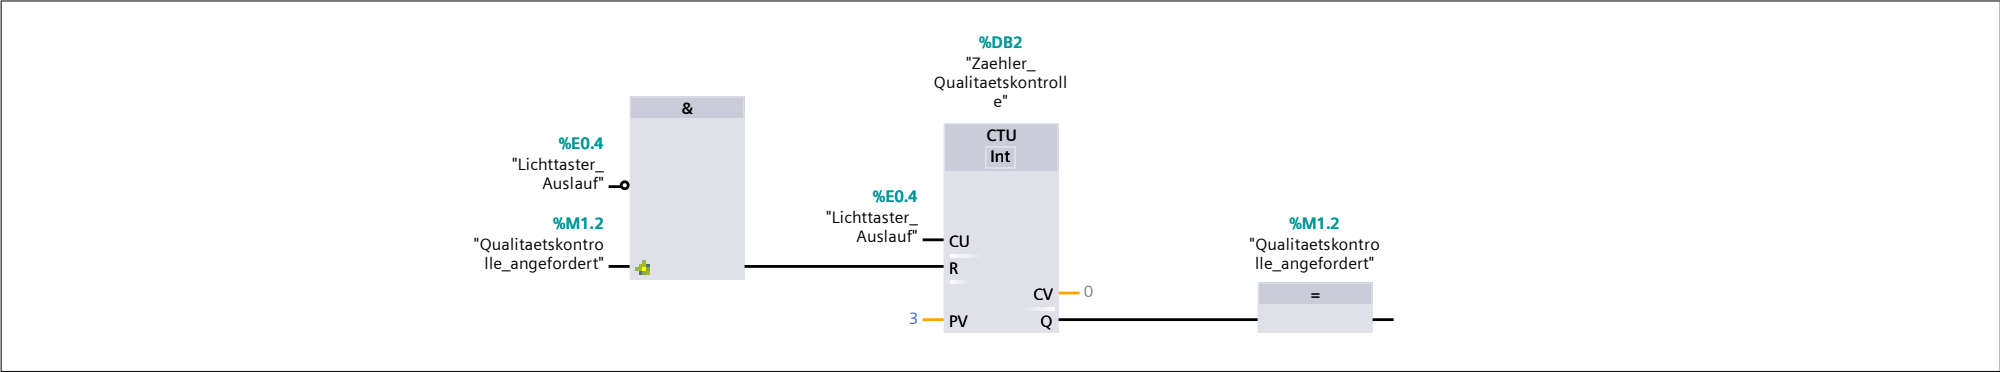 %DB2
"Zaehler_
Qualitaetskontroll
e"
&
%E0.4
"Lichttaster_
Auslauf"
%M1.2
"Qualitaetskontro
lle_angefordert"
CTU
Int
%E0.4
"Lichttaster_
Auslauf"
CU
R
CV
0
3
PV
Q
%M1.2
"Qualitaetskontro
lle_angefordert"
=